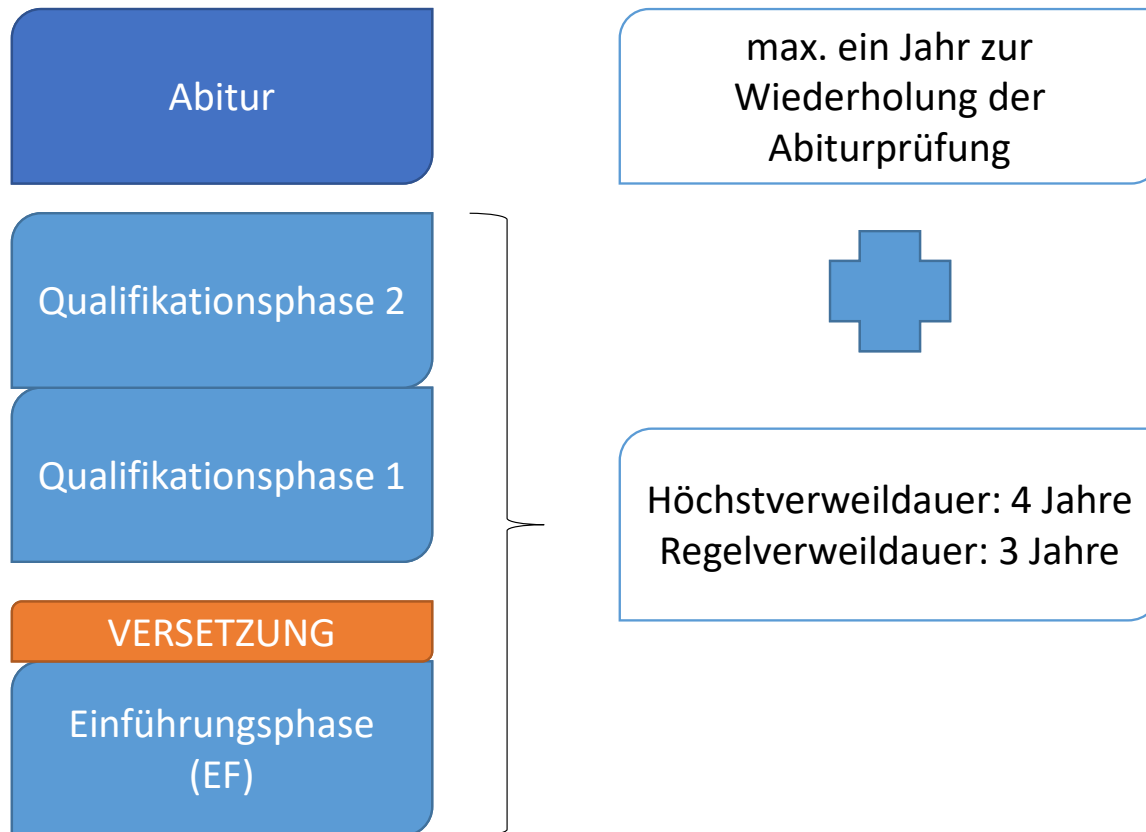 Abitur
Qualifikationsphase 2
Qualifikationsphase 1
VERSETZUNG
Einführungsphase
(EF)
max. ein Jahr zur
Wiederholung der
Abiturprüfung
Höchstverweildauer: 4 Jahre
Regelverweildauer: 3 Jahre